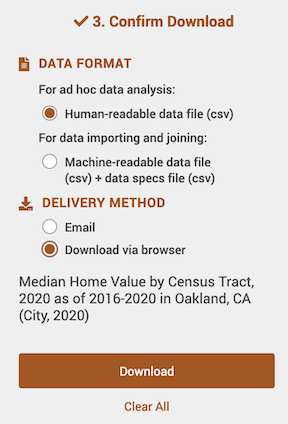 3. Confirm Download
DATA FORMAT
For ad hoc data analysis:
Human-readable data file (csv)
For data importing and joining:
Machine-readable data file
(csv) + data specs file (csv)
DELIVERY METHOD
Email
Download via browser
Median Home Value by Census Tract,
2020 as of 2016-2020 in Oakland, CA
(City, 2020)
Download
Clear All